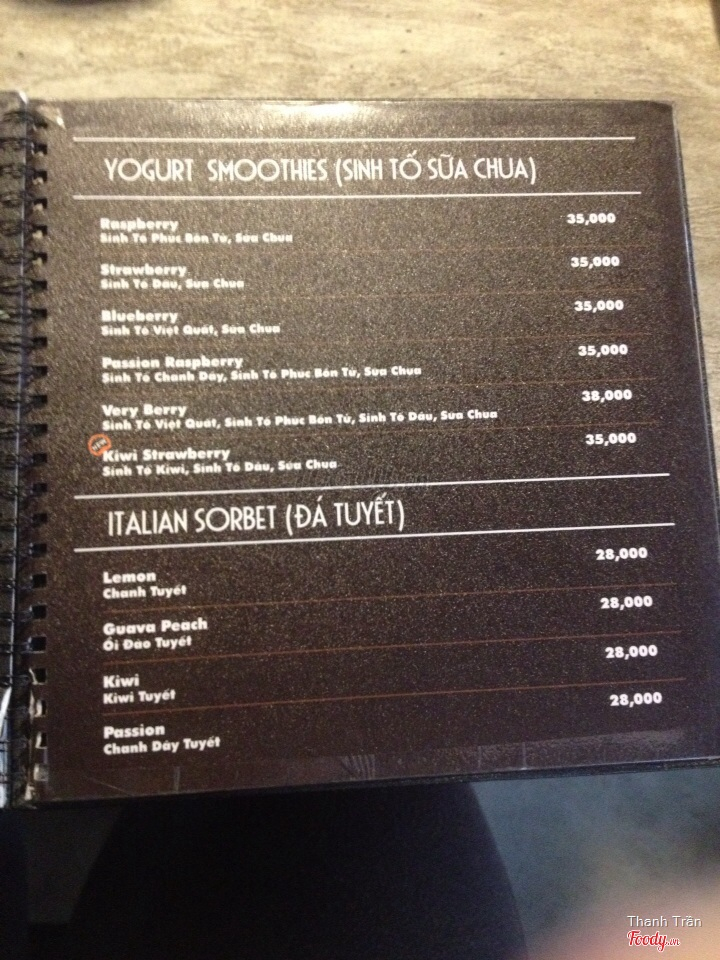 YOGURT SMOOTHIES (SINH TỐ SỮA CHUA)
Raspberry 35,000
Sinh Tố Phúc Bồn Tử, Sữa Chua
Strawberry 35,000
Sinh Tố Dâu, Sữa Chua
Blueberry 35,000
Sinh Tố Việt Quất, Sữa Chua
Passion Raspberry 35,000
Sinh Tố Chanh Dây, Sinh Tố Phúc Bồn Tử, Sữa Chua
Very Berry 38,000
Sinh Tố Việt Quất, Sinh Tố Phúc Bồn Tử, Sinh Tố Dâu, Sữa Chua
NEW
Kiwi Strawberry 35,000
Sinh Tố Kiwi, Sinh Tố Dâu, Sữa Chua
ITALIAN SORBET (ĐÁ TUYẾT)
Lemon 28,000
Chanh Tuyết
Guava Peach 28,000
Ổi Đào Tuyết
Kiwi 28,000
Kiwi Tuyết
Passion 28,000
Chanh Dây Tuyết
Thanh Trần
Foody.vn